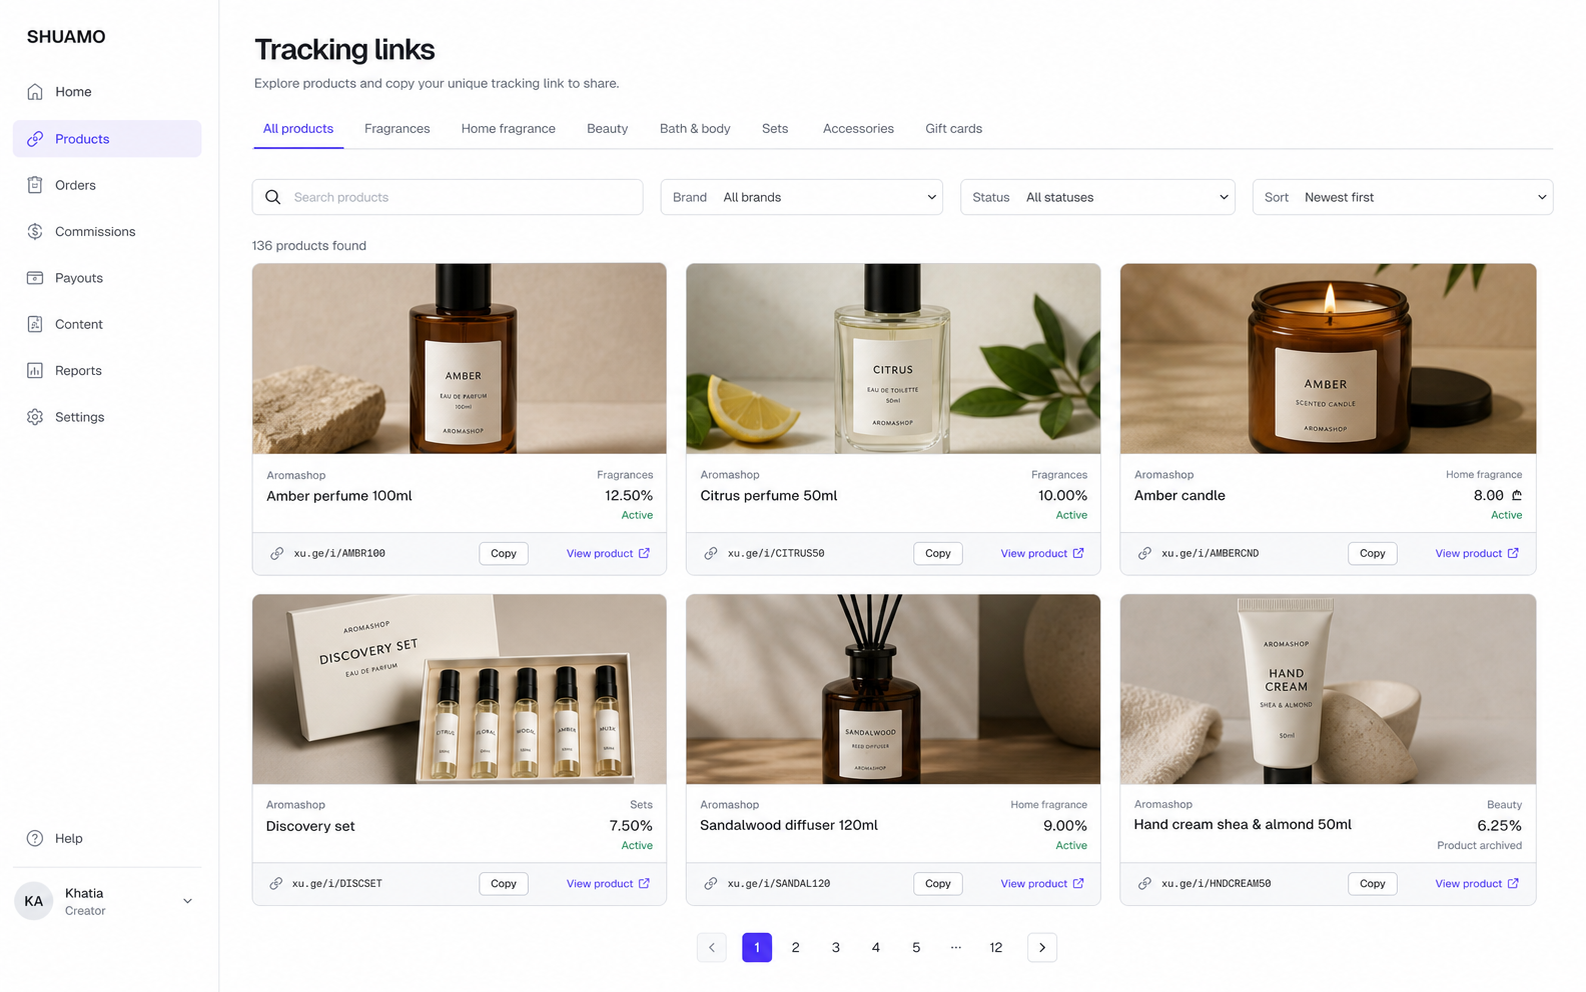 SHUAMO
Home
Products
Orders
Commissions
Payouts
Content
Reports
Settings
Help
KA
Khatia
Creator
Tracking links
Explore products and copy your unique tracking link to share.
All products Fragrances Home fragrance Beauty Bath & body Sets Accessories Gift cards
Search products Brand All brands Status All statuses Sort Newest first
136 products found
AMBER
EAU DE PARFUM
100ml
AROMASHOP
Aromashop Fragrances
Amber perfume 100ml 12.50%
Active
xu.ge/i/AMBR100 Copy View product
CITRUS
EAU DE TOILETTE
50ml
AROMASHOP
Aromashop Fragrances
Citrus perfume 50ml 10.00%
Active
xu.ge/i/CITRUS50 Copy View product
AMBER
SCENTED CANDLE
AROMASHOP
Aromashop Home fragrance
Amber candle 8.00 ₾
Active
xu.ge/i/AMBERCND Copy View product
AROMASHOP
DISCOVERY SET
EAU DE PARFUM
CITRUS FLORAL WOODS AMBER MUSK
Aromashop Sets
Discovery set 7.50%
Active
xu.ge/i/DISCSET Copy View product
SANDALWOOD
REED DIFFUSER
AROMASHOP
Aromashop Home fragrance
Sandalwood diffuser 120ml 9.00%
Active
xu.ge/i/SANDAL120 Copy View product
AROMASHOP
HAND
CREAM
SHEA & ALMOND
50ml
Aromashop Beauty
Hand cream shea & almond 50ml 6.25%
Product archived
xu.ge/i/HNDCREAM50 Copy View product
1 2 3 4 5 ... 12